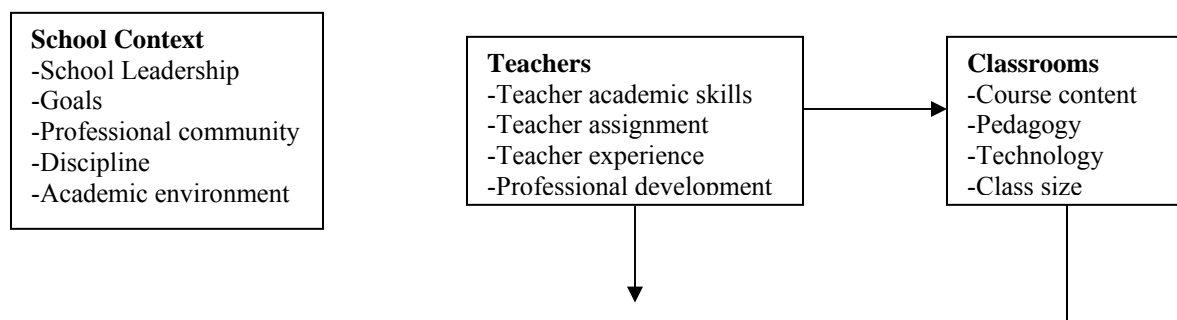 School Context
-School Leadership
-Goals
-Professional community
-Discipline
-Academic environment
Teachers
-Teacher academic skills
-Teacher assignment
-Teacher experience
-Professional development
Classrooms
-Course content
-Pedagogy
-Technology
-Class size